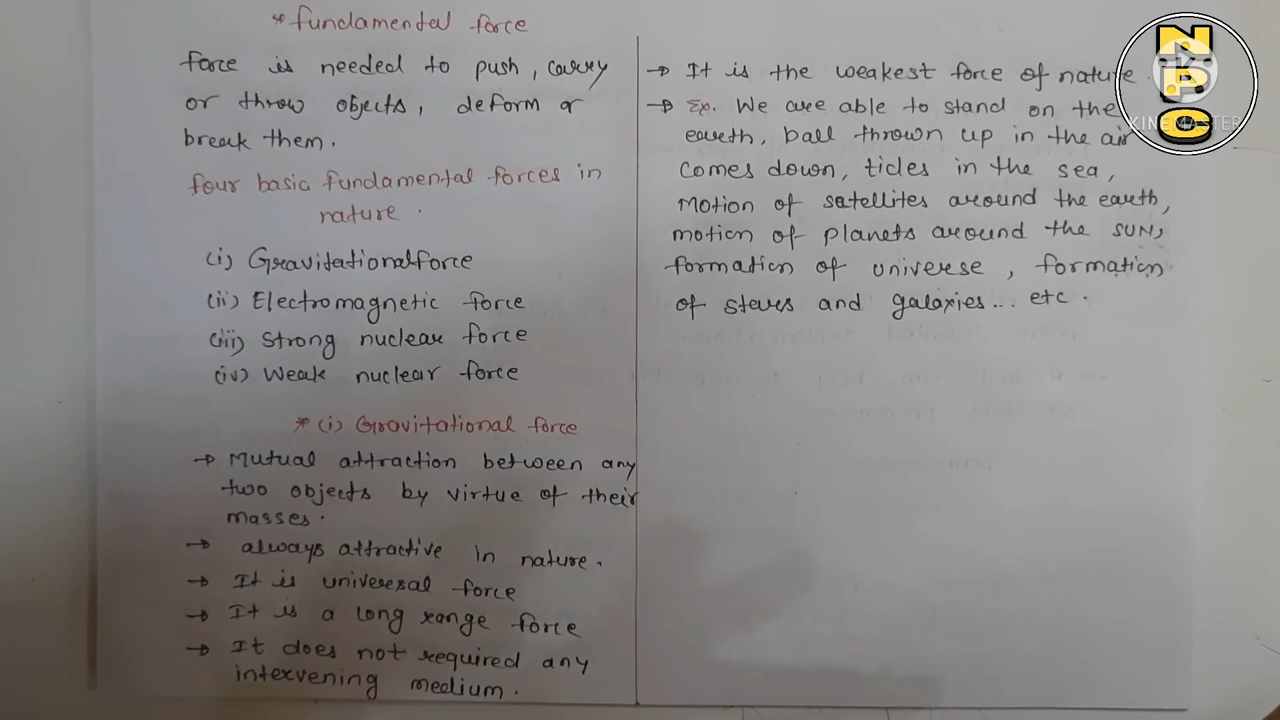 * Fundamental force
force is needed to push, carry
or throw objects, deform or
break them.
four basic fundamental forces in
nature.
(i) Gravitational force
(ii) Electromagnetic force
(iii) Strong nuclear force
(iv) Weak nuclear force
* (i) Gravitational force
→ Mutual attraction between any
two objects by virtue of their
masses.
→ always attractive in nature.
→ It is universal force
→ It is a long range force
→ It does not required any
intervening medium.
→ It is the weakest force of nature.
→ Ex. We are able to stand on the
earth, ball thrown up in the air
comes down, tides in the sea,
Motion of satellites around the earth,
motion of planets around the SUN,
formation of universe, formation
of stars and galaxies... etc.
NPC
KINEMASTER